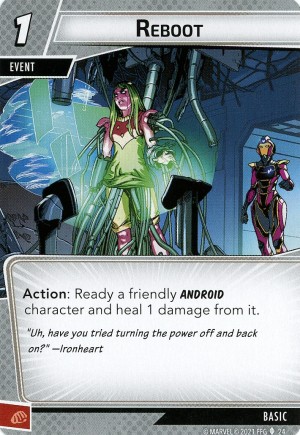 1
REBOOT
EVENT
Action: Ready a friendly ANDROID
character and heal 1 damage from it.
"Uh, have you tried turning the power off and back
on?" —Ironheart
BASIC
© MARVEL © 2021 FFG 24